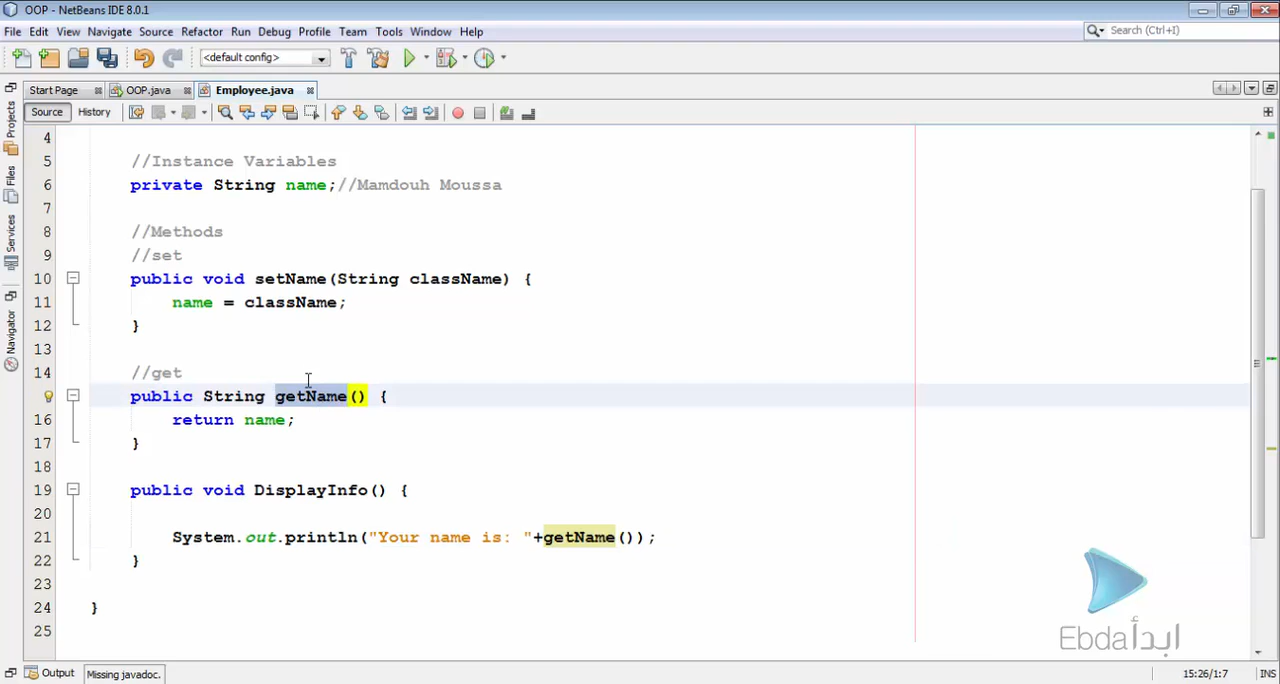 OOP - NetBeans IDE 8.0.1
File Edit View Navigate Source Refactor Run Debug Profile Team Tools Window Help
Search (Ctrl+I)
<default config>
Start Page OOP.java Employee.java
Source History
Projects
Files
Services
Navigator
4
5 //Instance Variables
6 private String name;//Mamdouh Moussa
7
8 //Methods
9 //set
10 public void setName(String className) {
11 name = className;
12 }
13
14 //get
public String getName() {
16 return name;
17 }
18
19 public void DisplayInfo() {
20
21 System.out.println("Your name is: "+getName());
22 }
23
24 }
25
Ebda ابدأ
Output Missing javadoc. 15:26/1:7 INS